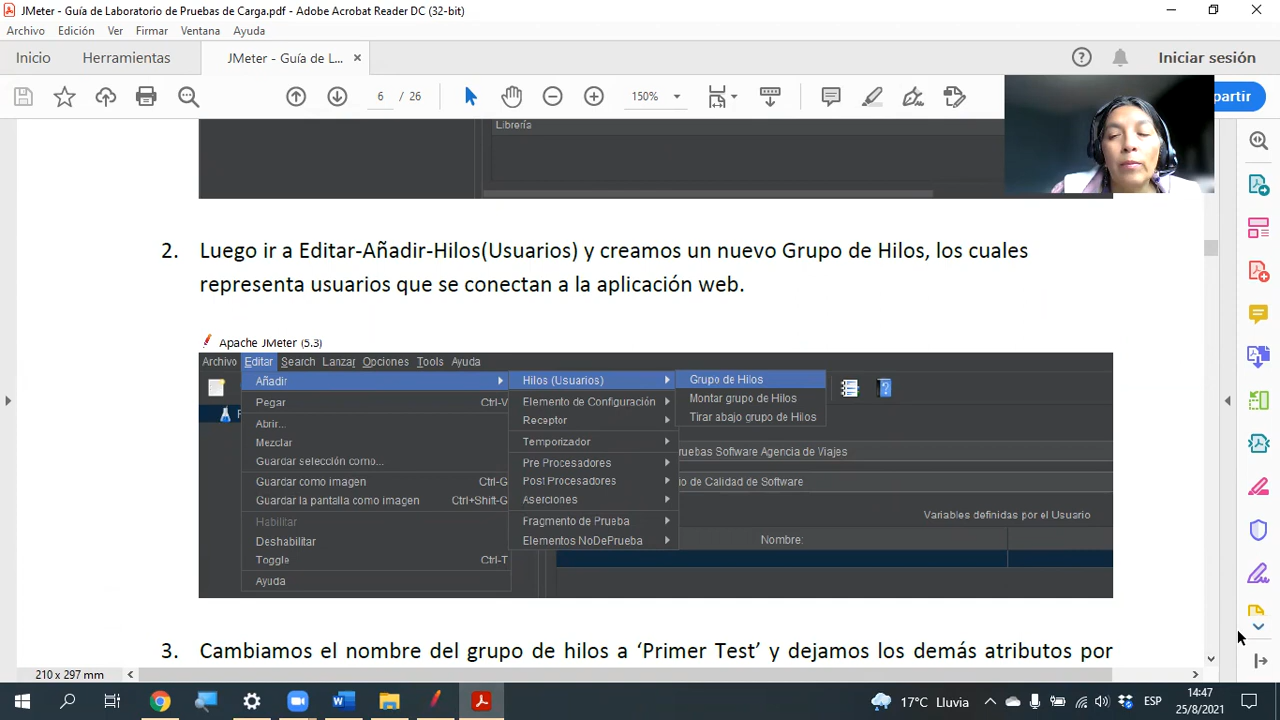 JMeter - Guía de Laboratorio de Pruebas de Carga.pdf - Adobe Acrobat Reader DC (32-bit)
Archivo Edición Ver Firmar Ventana Ayuda
Inicio Herramientas JMeter - Guía de L... Iniciar sesión
6 / 26 150% partir
Librería
2. Luego ir a Editar-Añadir-Hilos(Usuarios) y creamos un nuevo Grupo de Hilos, los cuales
representa usuarios que se conectan a la aplicación web.
Apache JMeter (5.3)
Archivo Editar Search Lanzar Opciones Tools Ayuda
Añadir Hilos (Usuarios) Grupo de Hilos
Pegar Ctrl-V Elemento de Configuración Montar grupo de Hilos
Abrir... Receptor Tirar abajo grupo de Hilos
Mezclar Temporizador
ruebas Software Agencia de Viajes
Guardar selección como... Pre Procesadores
Guardar como imagen Ctrl-G Post Procesadores io de Calidad de Software
Guardar la pantalla como imagen Ctrl+Shift-G Aserciones
Habilitar Fragmento de Prueba Variables definidas por el Usuario
Deshabilitar Elementos NoDePrueba Nombre:
Toggle Ctrl-T
Ayuda
3. Cambiamos el nombre del grupo de hilos a ‘Primer Test’ y dejamos los demás atributos por
210 x 297 mm
17°C Lluvia ESP 14:47
25/8/2021